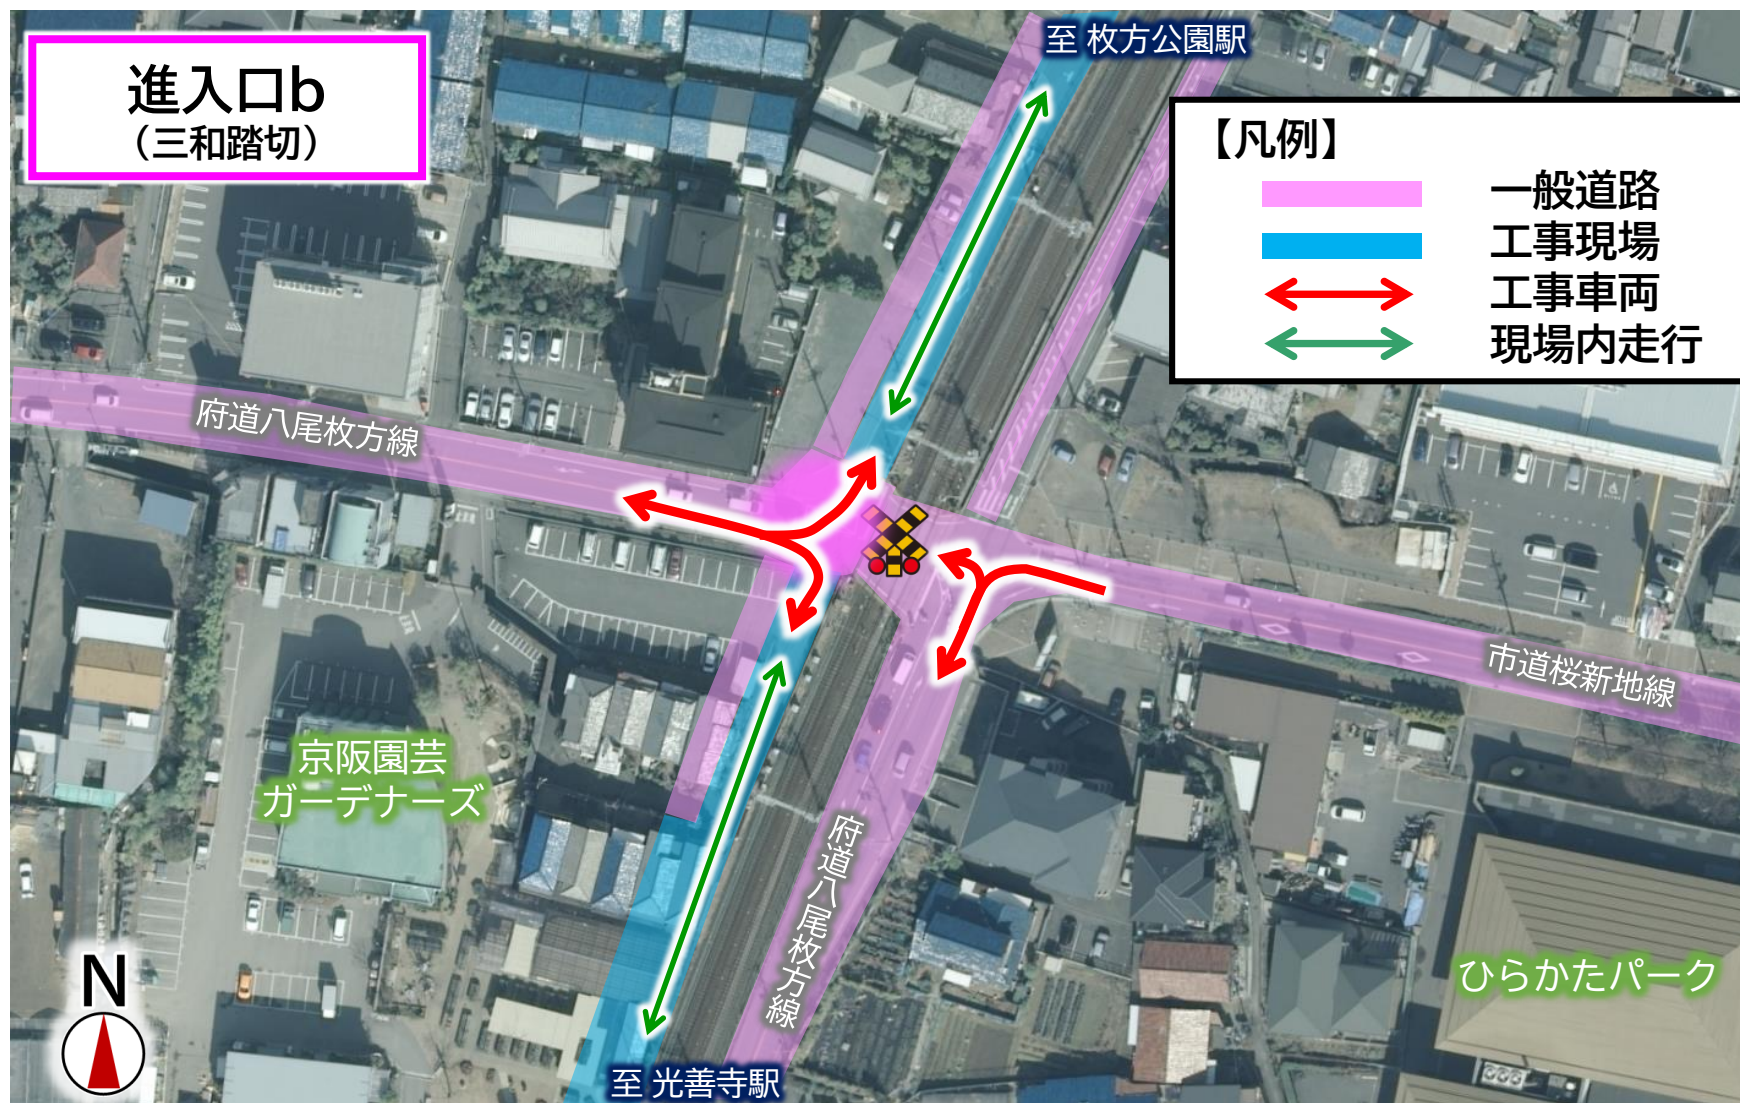 進入口b
（三和踏切）
至 枚方公園駅
【凡例】
一般道路
工事現場
工事車両
現場内走行
府道八尾枚方線
市道桜新地線
京阪園芸
ガーデナーズ
府道八尾枚方線
ひらかたパーク
N
至 光善寺駅